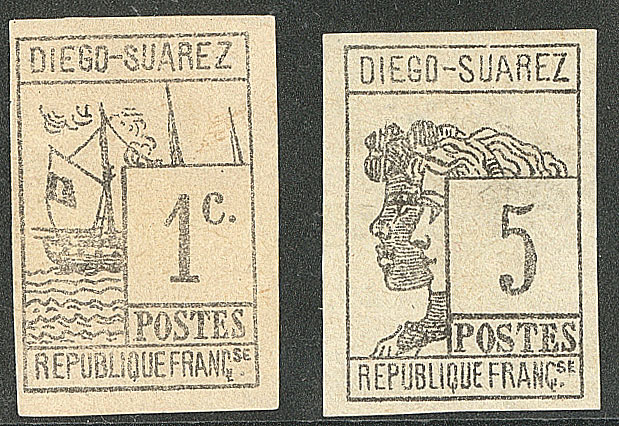 DIEGO-SUAREZ
1c.
POSTES
REPUBLIQUE FRANÇSE.
DIEGO-SUAREZ
5
POSTES
REPUBLIQUE FRANÇSE.